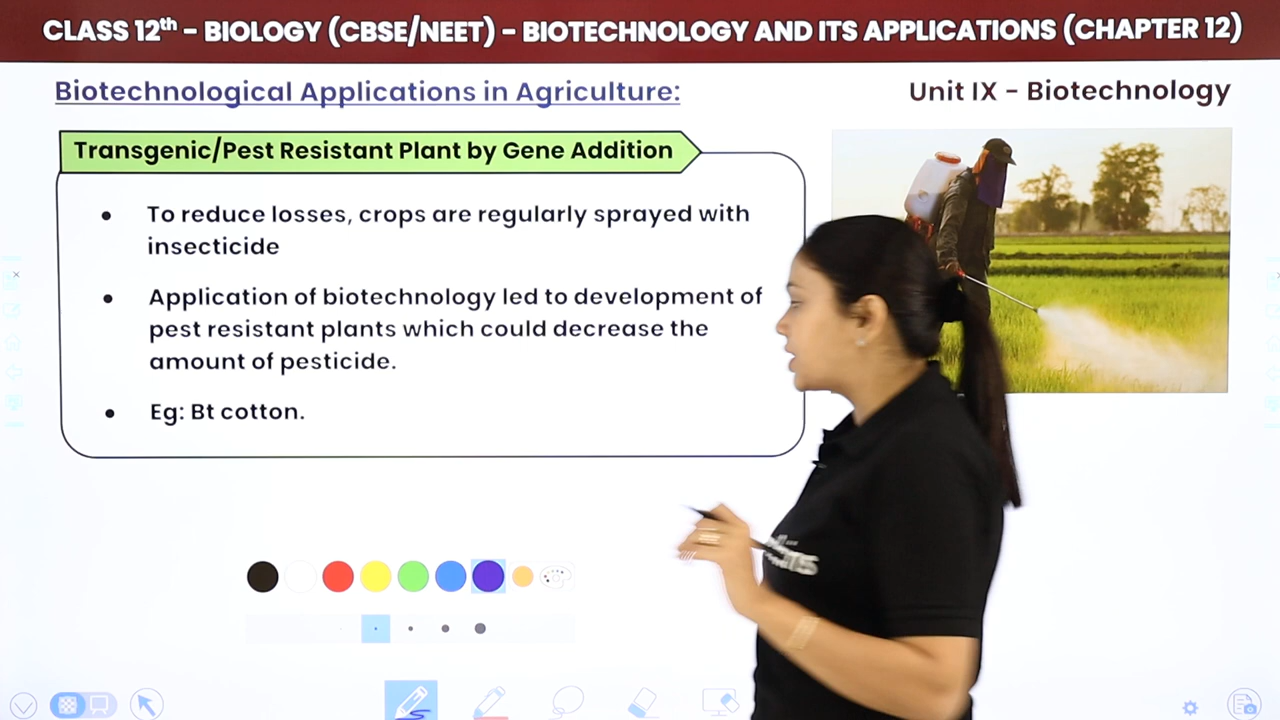 CLASS 12th - BIOLOGY (CBSE/NEET) - BIOTECHNOLOGY AND ITS APPLICATIONS (CHAPTER 12)
Biotechnological Applications in Agriculture:
Unit IX - Biotechnology
Transgenic/Pest Resistant Plant by Gene Addition
• To reduce losses, crops are regularly sprayed with
insecticide
• Application of biotechnology led to development of
pest resistant plants which could decrease the
amount of pesticide.
• Eg: Bt cotton.